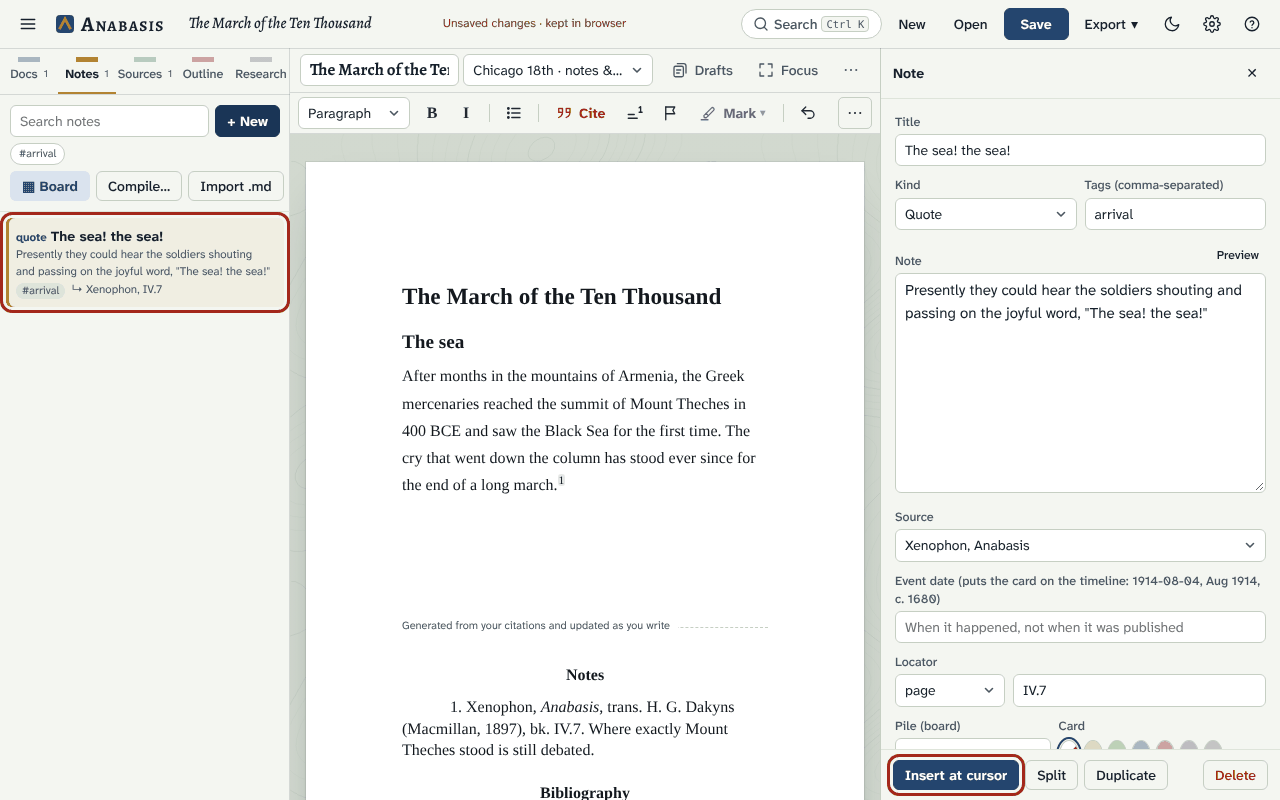 Anabasis
The March of the Ten Thousand
Unsaved changes · kept in browser
Search Ctrl K
New
Open
Save
Export ▾
Docs 1
Notes 1
Sources 1
Outline
Research
Search notes
+ New
#arrival
▦ Board
Compile...
Import .md
quote The sea! the sea!
Presently they could hear the soldiers shouting
and passing on the joyful word, "The sea! the sea!"
#arrival ↪ Xenophon, IV.7
The March of the Te
Chicago 18th · notes &...
Drafts
Focus
···
Paragraph
B
I
Cite
1
Mark ▾
···
The March of the Ten Thousand
The sea
After months in the mountains of Armenia, the Greek
mercenaries reached the summit of Mount Theches in
400 BCE and saw the Black Sea for the first time. The
cry that went down the column has stood ever since for
the end of a long march.1
Generated from your citations and updated as you write
Notes
1. Xenophon, Anabasis, trans. H. G. Dakyns
(Macmillan, 1897), bk. IV.7. Where exactly Mount
Theches stood is still debated.
Bibliography
Note
Title
The sea! the sea!
Kind
Tags (comma-separated)
Quote
arrival
Note
Preview
Presently they could hear the soldiers shouting and
passing on the joyful word, "The sea! the sea!"
Source
Xenophon, Anabasis
Event date (puts the card on the timeline: 1914-08-04, Aug 1914,
c. 1680)
When it happened, not when it was published
Locator
page
IV.7
Pile (board)
Card
Insert at cursor
Split
Duplicate
Delete